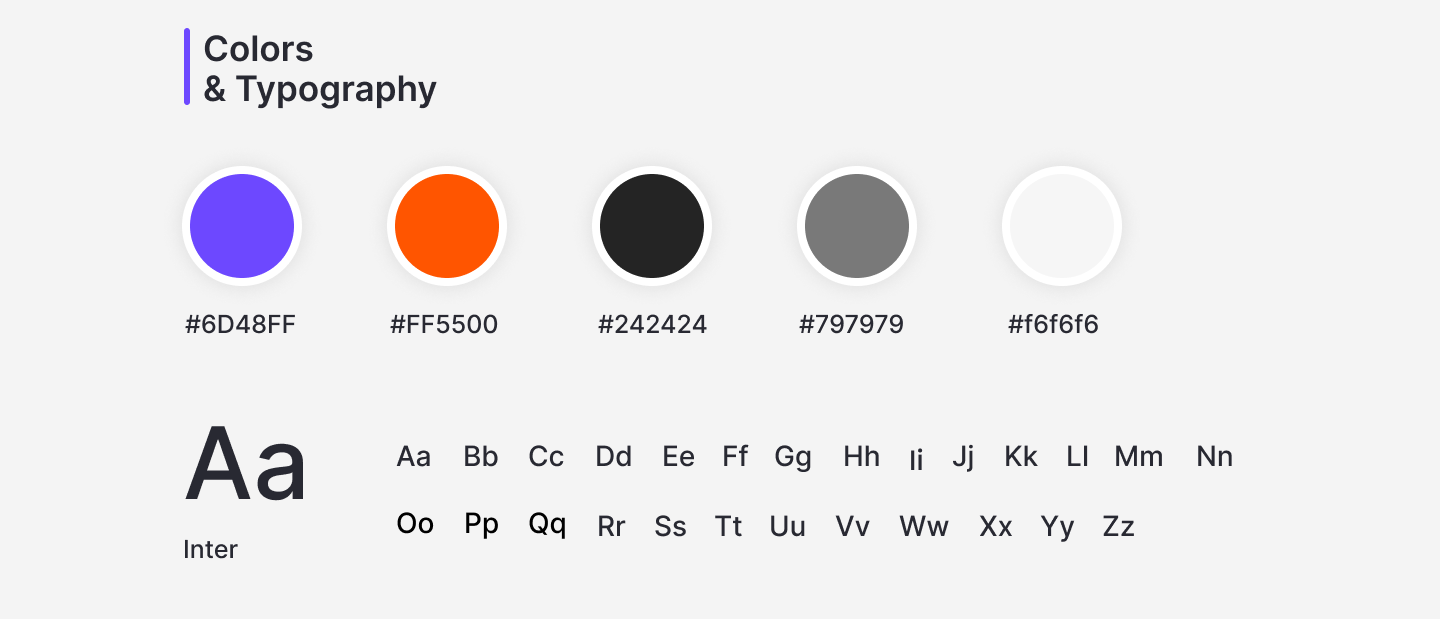 Colors
& Typography
#6D48FF #FF5500 #242424 #797979 #f6f6f6
Aa
Inter
Aa Bb Cc Dd Ee Ff Gg Hh Ii Jj Kk Ll Mm Nn
Oo Pp Qq Rr Ss Tt Uu Vv Ww Xx Yy Zz